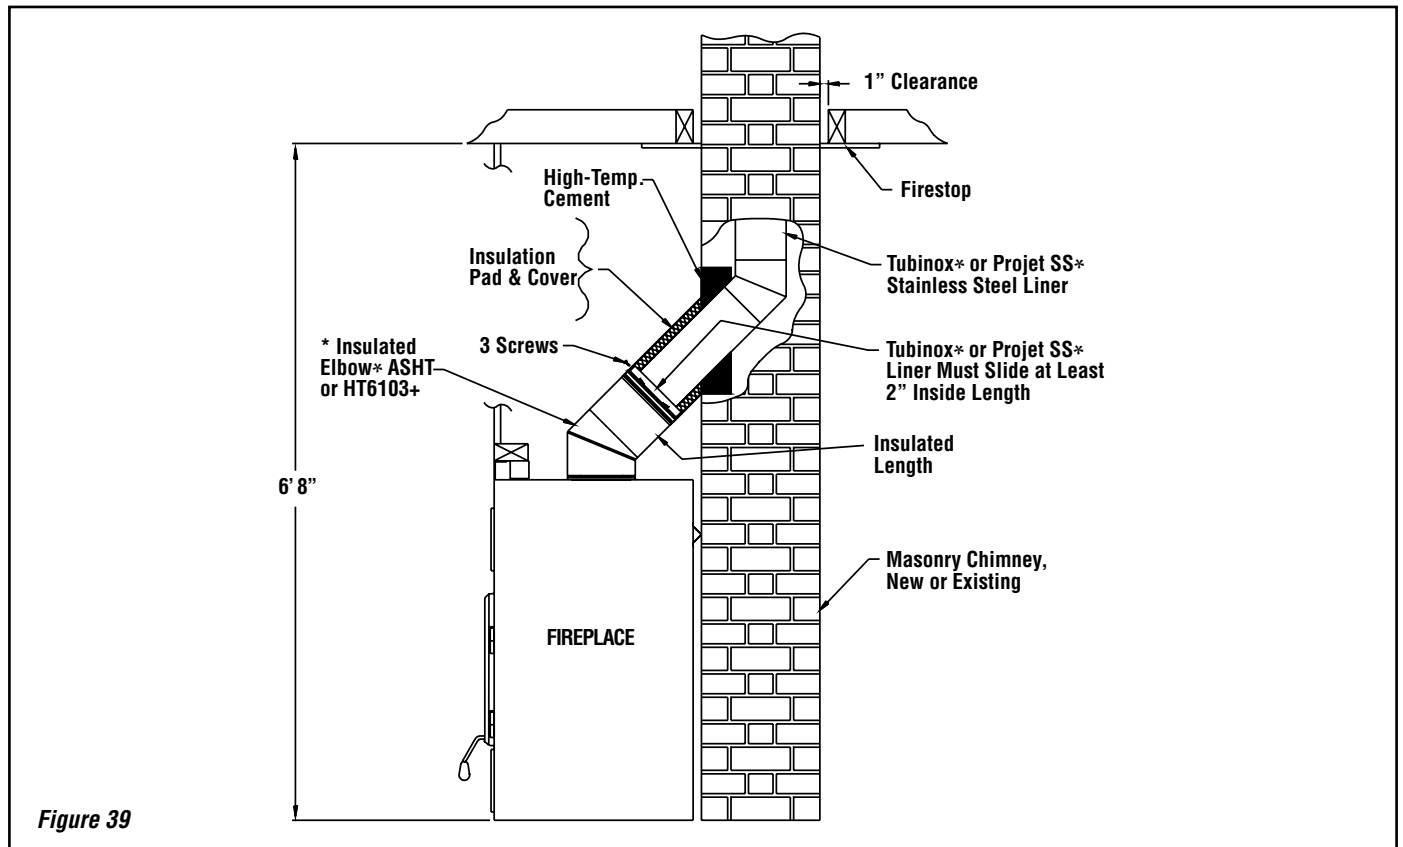 1” Clearance
Firestop
High-Temp.
Cement
Insulation
Pad & Cover
Tubinox* or Projet SS*
Stainless Steel Liner
* Insulated
Elbow* ASHT
or HT6103+
3 Screws
Tubinox* or Projet SS*
Liner Must Slide at Least
2” Inside Length
Insulated
Length
6’ 8”
Masonry Chimney,
New or Existing
FIREPLACE
Figure 39